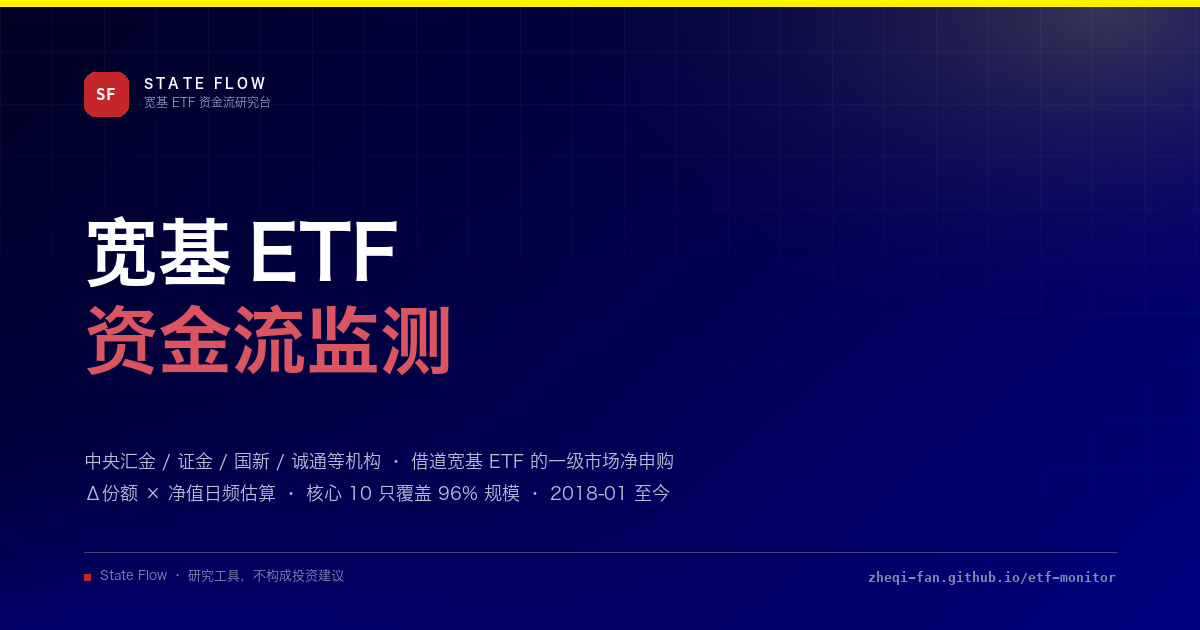 SF
STATE FLOW
宽基 ETF 资金流研究台
宽基 ETF
资金流监测
中央汇金 / 证金 / 国新 / 诚通等机构 · 借道宽基 ETF 的一级市场净申购
Δ份额 × 净值日频估算 · 核心 10 只覆盖 96% 规模 · 2018-01 至今
State Flow · 研究工具，不构成投资建议
zheqi-fan.github.io/etf-monitor